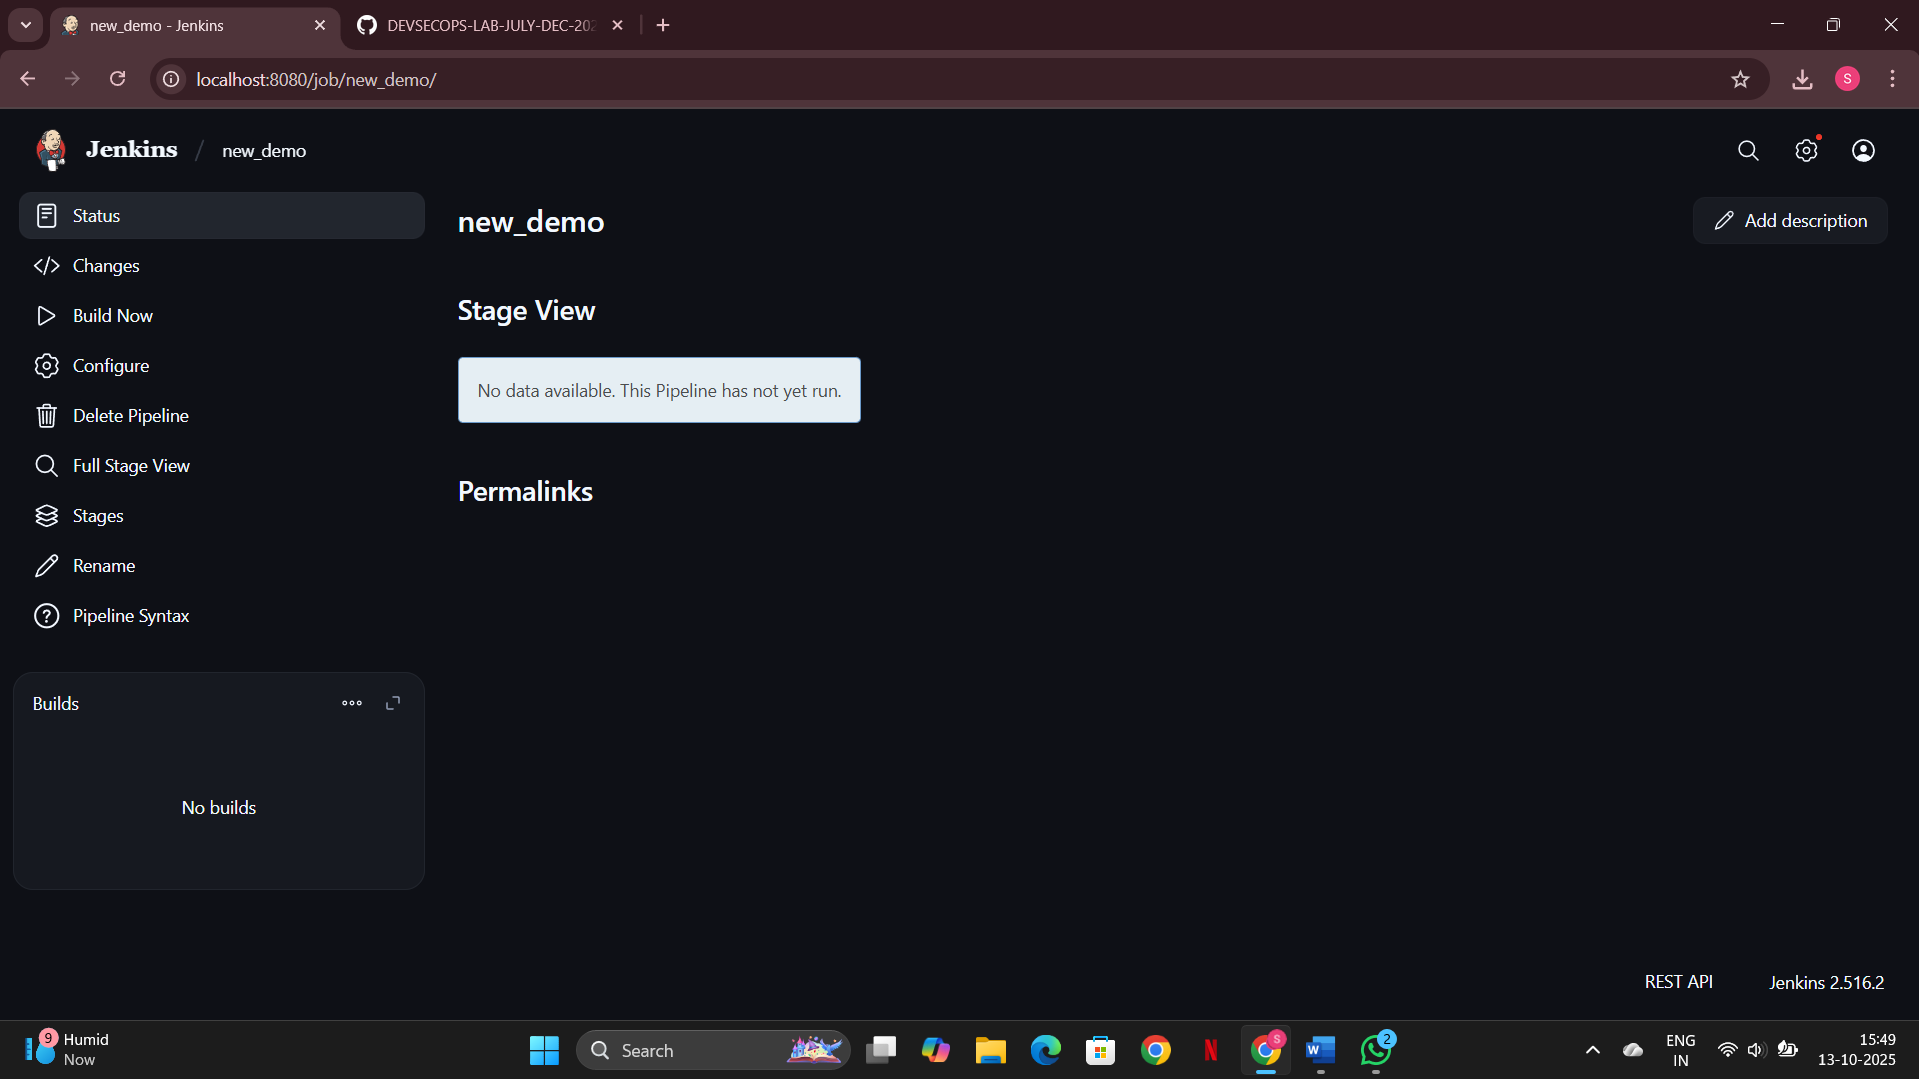 new_demo - Jenkins
DEVSECOPS-LAB-JULY-DEC-202
localhost:8080/job/new_demo/
S
Jenkins / new_demo
Status
Changes
Build Now
Configure
Delete Pipeline
Full Stage View
Stages
Rename
Pipeline Syntax
Builds
No builds
new_demo
Add description
Stage View
No data available. This Pipeline has not yet run.
Permalinks
REST API
Jenkins 2.516.2
9
Humid
Now
Search
N
S
W
2
ENG
IN
15:49
13-10-2025